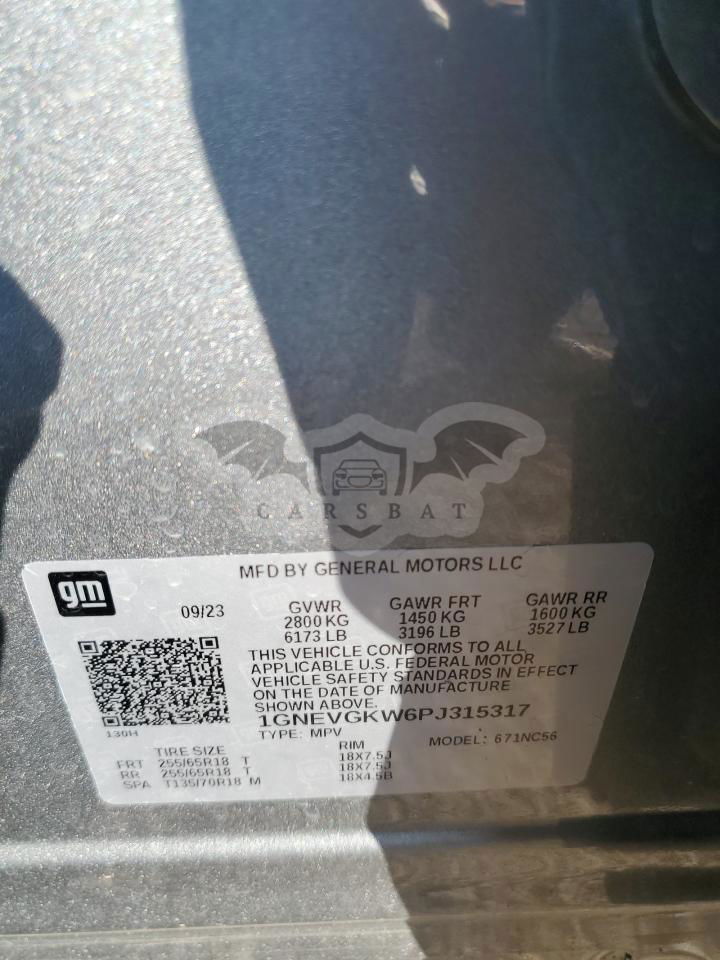 CARSBAT
gm
MFD BY GENERAL MOTORS LLC
09/23
GVWR GAWR FRT GAWR RR
2800 KG 1450 KG 1600 KG
6173 LB 3196 LB 3527 LB
THIS VEHICLE CONFORMS TO ALL
APPLICABLE U.S. FEDERAL MOTOR
VEHICLE SAFETY STANDARDS IN EFFECT
ON THE DATE OF MANUFACTURE
SHOWN ABOVE.
1GNEVGKW6PJ315317
130H
TYPE: MPV MODEL: 671NC56
TIRE SIZE RIM
FRT 255/65R18 T 18X7.5J
RR 255/65R18 T 18X7.5J
SPA T135/70R18 M 18X4.5B